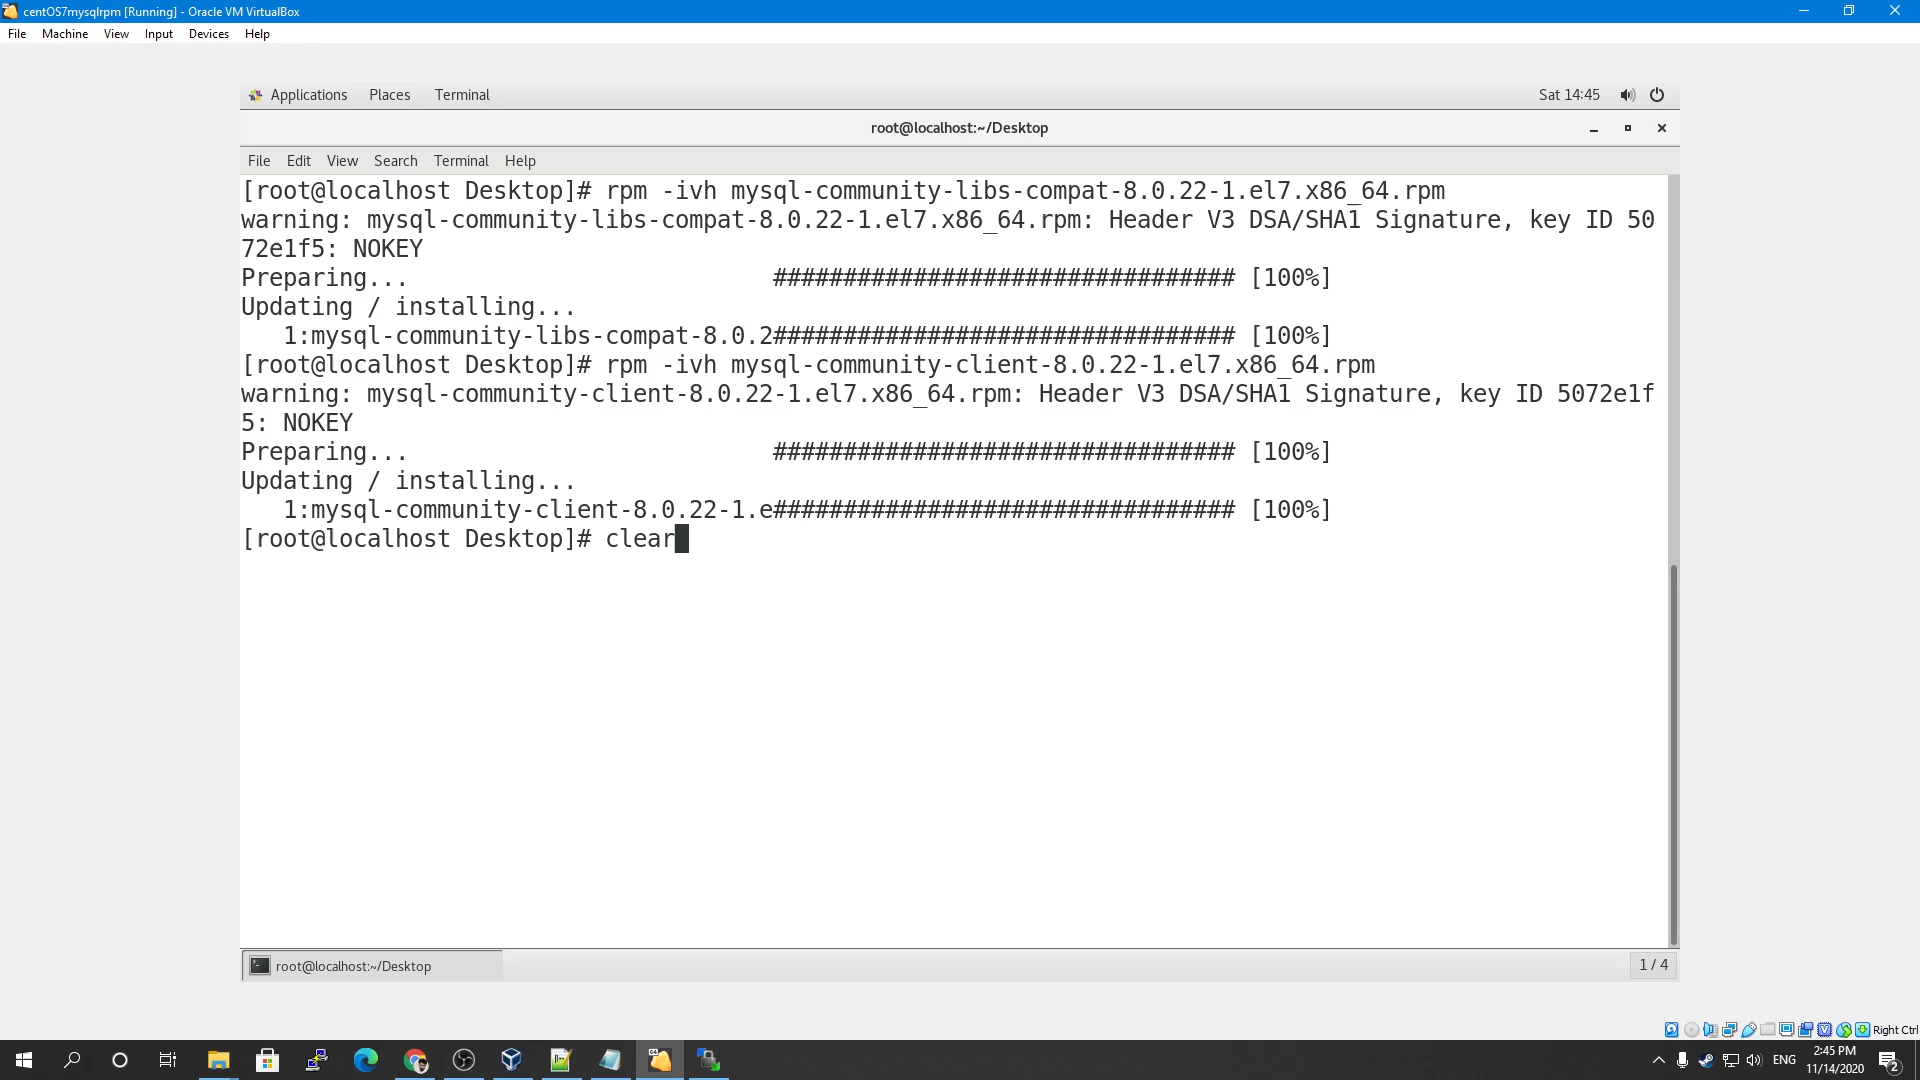 centOS7mysqlrpm [Running] - Oracle VM VirtualBox
File Machine View Input Devices Help
Applications Places Terminal Sat 14:45
root@localhost:~/Desktop
File Edit View Search Terminal Help
[root@localhost Desktop]# rpm -ivh mysql-community-libs-compat-8.0.22-1.el7.x86_64.rpm
warning: mysql-community-libs-compat-8.0.22-1.el7.x86_64.rpm: Header V3 DSA/SHA1 Signature, key ID 50
72e1f5: NOKEY
Preparing... ################################# [100%]
Updating / installing...
1:mysql-community-libs-compat-8.0.2################################# [100%]
[root@localhost Desktop]# rpm -ivh mysql-community-client-8.0.22-1.el7.x86_64.rpm
warning: mysql-community-client-8.0.22-1.el7.x86_64.rpm: Header V3 DSA/SHA1 Signature, key ID 5072e1f
5: NOKEY
Preparing... ################################# [100%]
Updating / installing...
1:mysql-community-client-8.0.22-1.e################################# [100%]
[root@localhost Desktop]# clear
root@localhost:~/Desktop 1 / 4
Right Ctrl
ENG 2:45 PM
11/14/2020 2